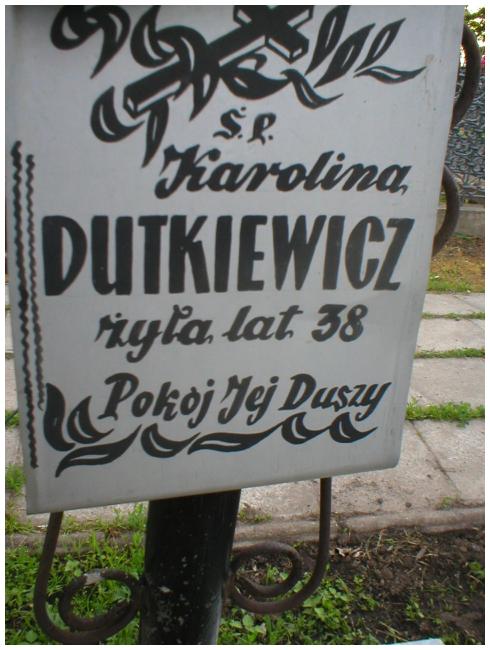 Ś.P.
Karolina
DUTKIEWICZ
żyła lat 38
Pokój Jej Duszy